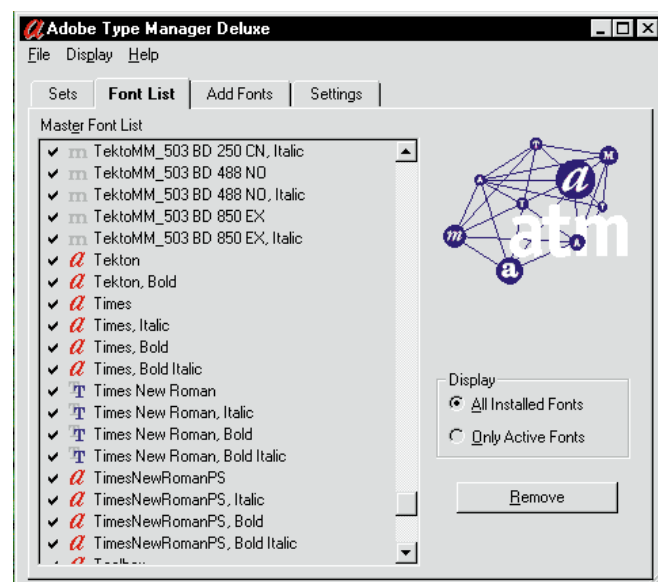 Adobe Type Manager Deluxe
File Display Help
Sets Font List Add Fonts Settings
Master Font List
m TektoMM_503 BD 250 CN, Italic
m TektoMM_503 BD 488 NO
m TektoMM_503 BD 488 NO, Italic
m TektoMM_503 BD 850 EX
m TektoMM_503 BD 850 EX, Italic
a Tekton
a Tekton, Bold
a Times
a Times, Italic
a Times, Bold
a Times, Bold Italic
T Times New Roman
T Times New Roman, Italic
T Times New Roman, Bold
T Times New Roman, Bold Italic
a TimesNewRomanPS
a TimesNewRomanPS, Italic
a TimesNewRomanPS, Bold
a TimesNewRomanPS, Bold Italic
atm
Display
All Installed Fonts
Only Active Fonts
Remove